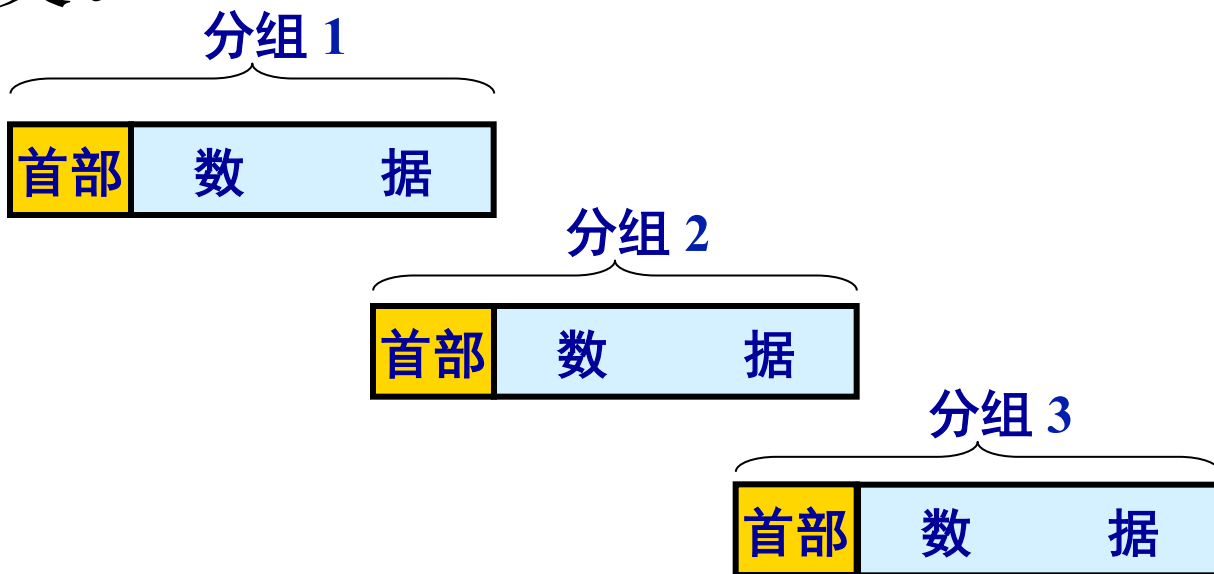 分组 1
首部 数 据
分组 2
首部 数 据
分组 3
首部 数 据